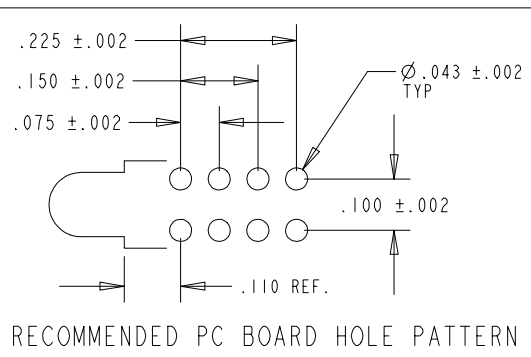 .225 ±.002
.150 ±.002
.075 ±.002
Ø.043 ±.002
TYP
.100 ±.002
.110 REF.
RECOMMENDED PC BOARD HOLE PATTERN